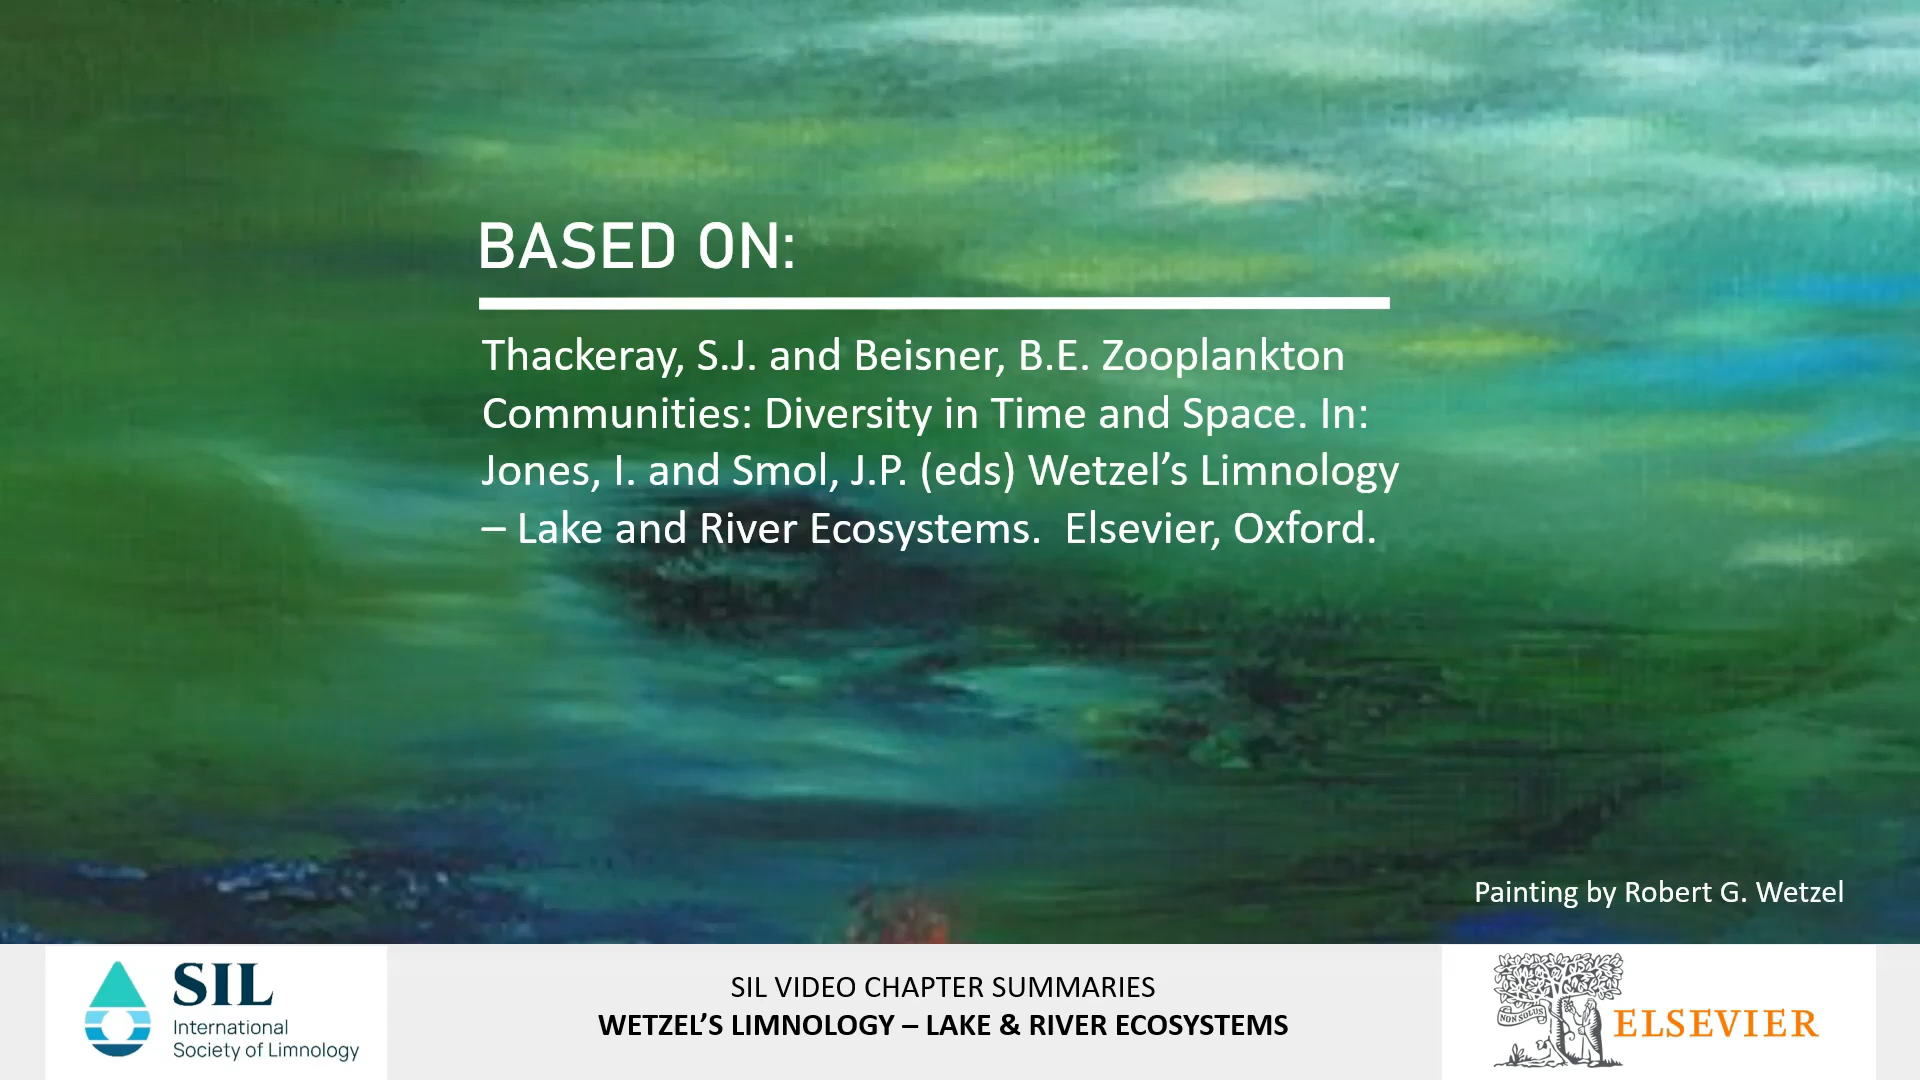 BASED ON:
Thackeray, S.J. and Beisner, B.E. Zooplankton
Communities: Diversity in Time and Space. In:
Jones, I. and Smol, J.P. (eds) Wetzel’s Limnology
– Lake and River Ecosystems.  Elsevier, Oxford.
Painting by Robert G. Wetzel
SIL
International
Society of Limnology
SIL VIDEO CHAPTER SUMMARIES
WETZEL’S LIMNOLOGY – LAKE & RIVER ECOSYSTEMS
NON SOLUS
ELSEVIER